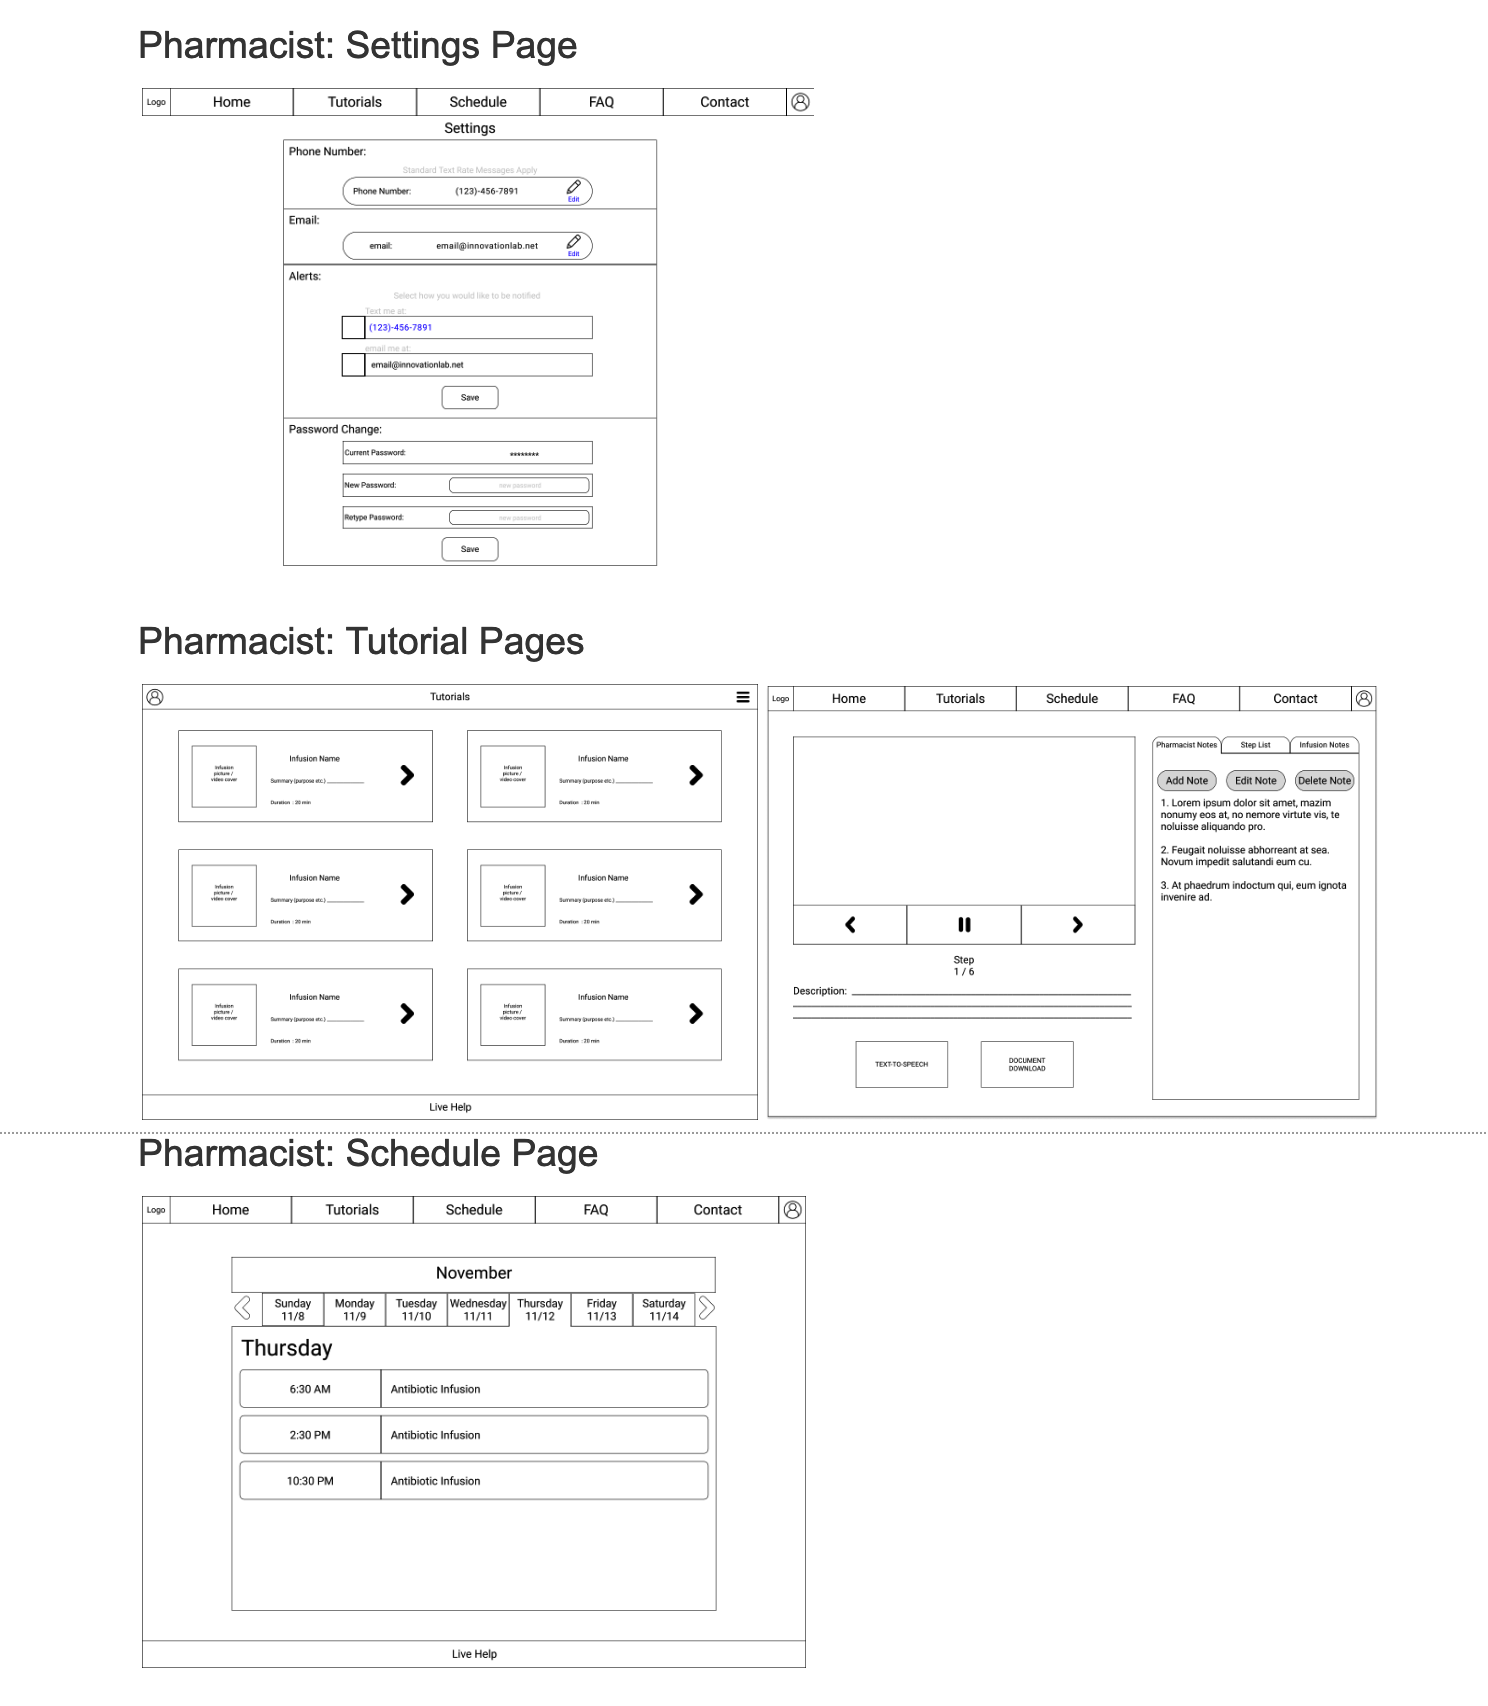 Pharmacist: Settings Page
Logo Home Tutorials Schedule FAQ Contact
Settings
Phone Number:
Standard Text Rate Messages Apply
Phone Number: (123)-456-7891 Edit
Email:
email: email@innovationlab.net Edit
Alerts:
Select how you would like to be notified
Text me at:
(123)-456-7891
email me at:
email@innovationlab.net
Save
Password Change:
Current Password: ********
New Password: new password
Retype Password: new password
Save
Pharmacist: Tutorial Pages
Tutorials
Infusion
picture /
video cover
Infusion Name
Summary (purpose etc.) __________
Duration : 20 min
Infusion
picture /
video cover
Infusion Name
Summary (purpose etc.) __________
Duration : 20 min
Infusion
picture /
video cover
Infusion Name
Summary (purpose etc.) __________
Duration : 20 min
Infusion
picture /
video cover
Infusion Name
Summary (purpose etc.) __________
Duration : 20 min
Infusion
picture /
video cover
Infusion Name
Summary (purpose etc.) __________
Duration : 20 min
Infusion
picture /
video cover
Infusion Name
Summary (purpose etc.) __________
Duration : 20 min
Live Help
Logo Home Tutorials Schedule FAQ Contact
Step
1 / 6
Description:
TEXT-TO-SPEECH
DOCUMENT
DOWNLOAD
Pharmacist Notes Step List Infusion Notes
Add Note Edit Note Delete Note
1. Lorem ipsum dolor sit amet, mazim
nonumy eos at, no nemore virtute vis, te
noluisse aliquando pro.
2. Feugait noluisse abhorreant at sea.
Novum impedit salutandi eum cu.
3. At phaedrum indoctum qui, eum ignota
invenire ad.
Pharmacist: Schedule Page
Logo Home Tutorials Schedule FAQ Contact
November
Sunday Monday Tuesday Wednesday Thursday Friday Saturday
11/8 11/9 11/10 11/11 11/12 11/13 11/14
Thursday
6:30 AM Antibiotic Infusion
2:30 PM Antibiotic Infusion
10:30 PM Antibiotic Infusion
Live Help